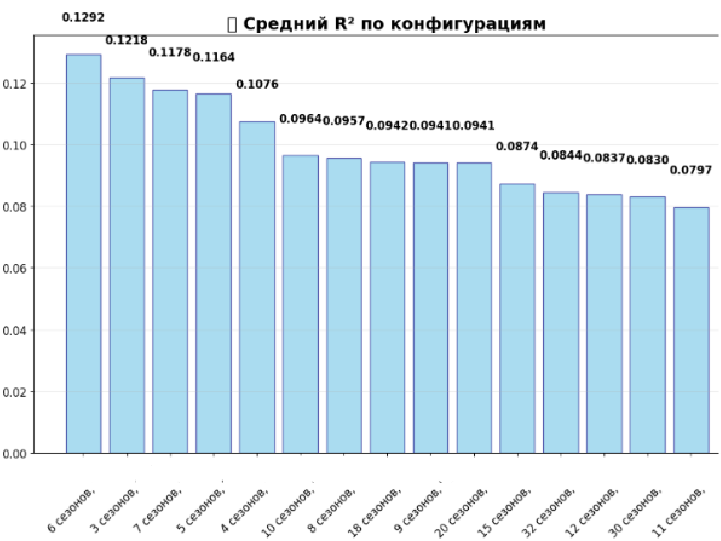 0.1292
Средний R² по конфигурациям
0.1218
0.1178
0.1164
0.1076
0.0964
0.0957
0.0942
0.0941
0.0941
0.0874
0.0844
0.0837
0.0830
0.0797
0.12
0.10
0.08
0.06
0.04
0.02
0.00
6 сезонов,
3 сезонов,
7 сезонов,
5 сезонов,
4 сезонов,
10 сезонов,
8 сезонов,
18 сезонов,
9 сезонов,
20 сезонов,
15 сезонов,
32 сезонов,
12 сезонов,
30 сезонов,
11 сезонов,